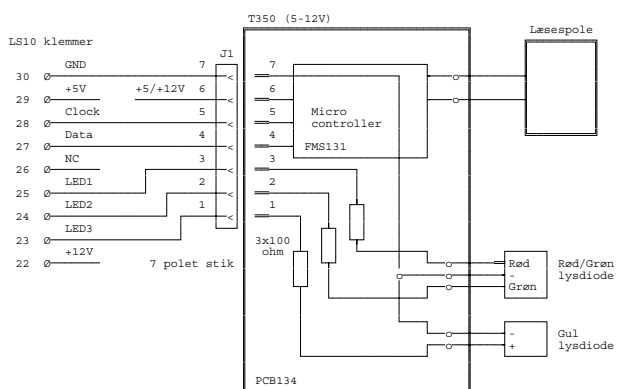 T350 (5-12V)
Læsespole
LS10 klemmer
J1
GND 7 7
30 Ø <
+5V +5/+12V 6 6
29 Ø
Clock 5 5 Micro
28 Ø < controller
Data 4 4
27 Ø < FMS131
NC 3 3
26 Ø
LED1 2 2
25 Ø <
LED2 1 1
24 Ø <
LED3
23 Ø <
+12V
22 Ø
3x100
ohm
7 polet stik
Rød Rød/Grøn
- lysdiode
Grøn
- Gul
+ lysdiode
PCB134